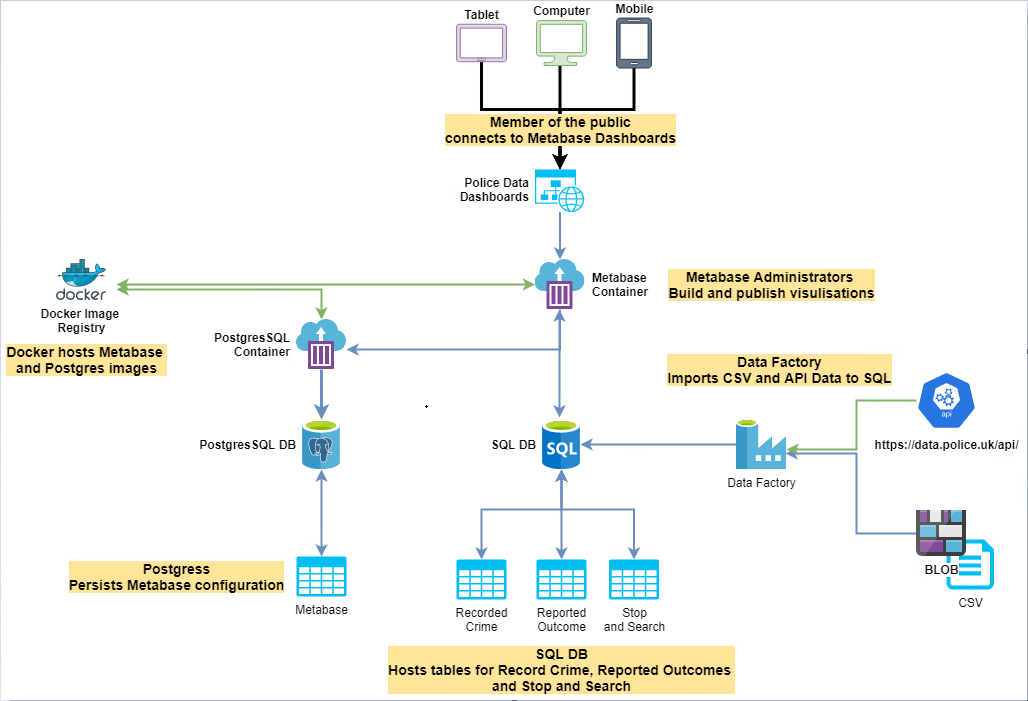 Tablet
Computer
Mobile
Member of the public
connects to Metabase Dashboards
Police Data
Dashboards
docker
Docker Image
Registry
Metabase
Container
Metabase Administrators
Build and publish visulisations
PostgresSQL
Container
Docker hosts Metabase
and Postgres images
Data Factory
Imports CSV and API Data to SQL
api
https://data.police.uk/api/
PostgresSQL DB
SQL DB
SQL
Data Factory
BLOB
CSV
Postgress
Persists Metabase configuration
Metabase
Recorded
Crime
Reported
Outcome
Stop
and Search
SQL DB
Hosts tables for Record Crime, Reported Outcomes
and Stop and Search